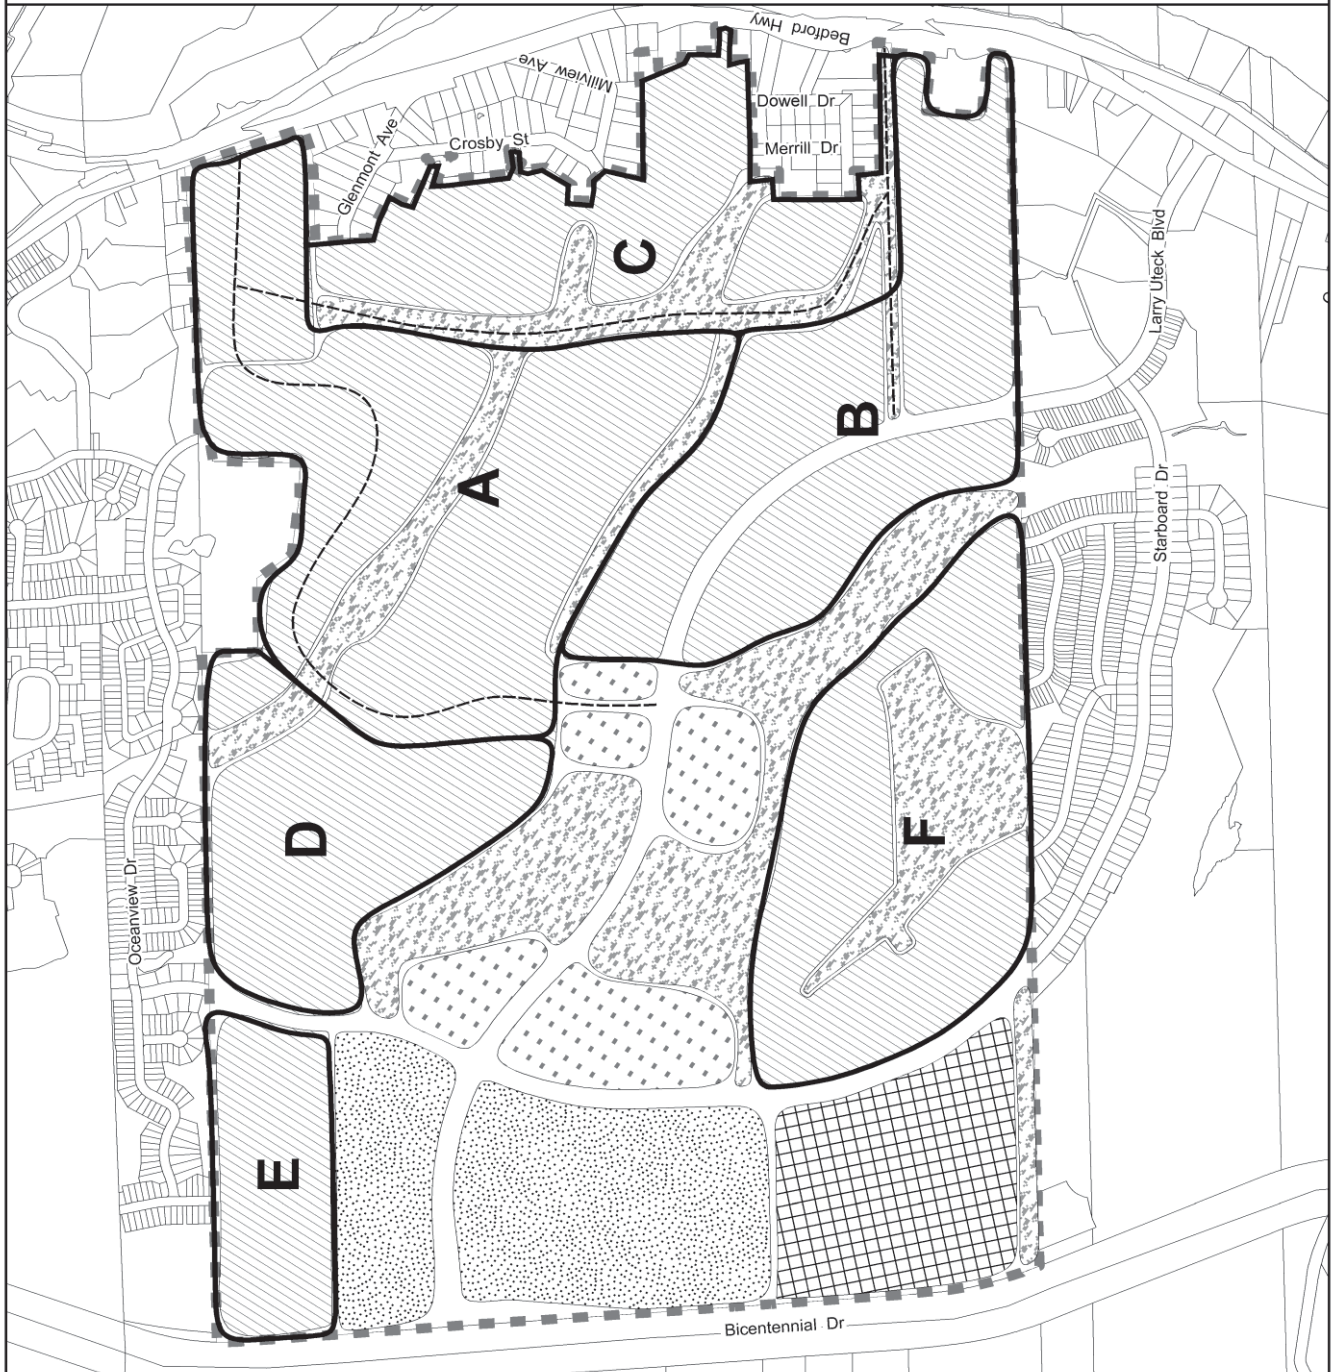 Bedford Hwy
Millview Ave
Dowell Dr
Crosby St
Merrill Dr
Glenmont Ave
C
Larry Uteck Blvd
B
A
Starboard Dr
D
F
Oceanview Dr
E
Bicentennial Dr